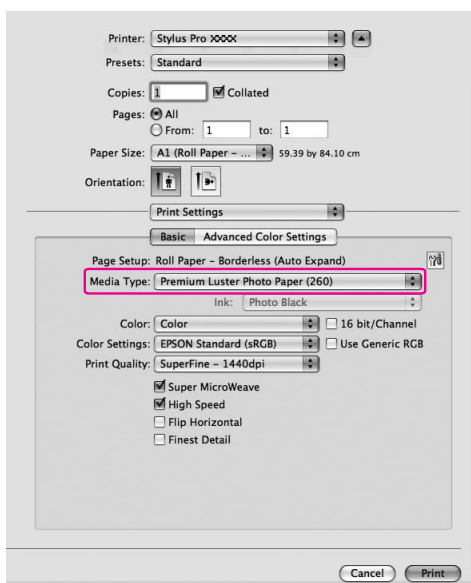 Printer: Stylus Pro XXXX
Presets: Standard
Copies: 1 Collated
Pages: All
From: 1 to: 1
Paper Size: A1 (Roll Paper – ... 59.39 by 84.10 cm
Orientation:
Print Settings
Basic Advanced Color Settings
Page Setup: Roll Paper – Borderless (Auto Expand)
Media Type: Premium Luster Photo Paper (260)
Ink: Photo Black
Color: Color 16 bit/Channel
Color Settings: EPSON Standard (sRGB) Use Generic RGB
Print Quality: SuperFine – 1440dpi
Super MicroWeave
High Speed
Flip Horizontal
Finest Detail
Cancel Print